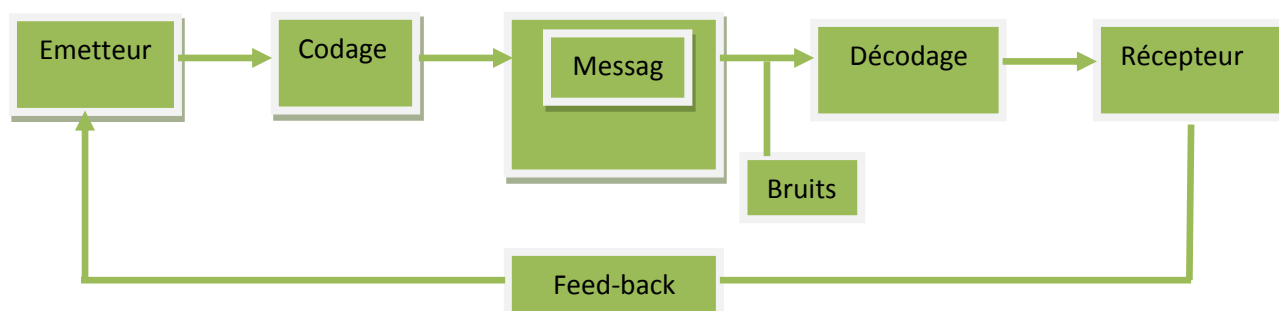 Emetteur
Codage
Messag
Décodage
Récepteur
Bruits
Feed-back